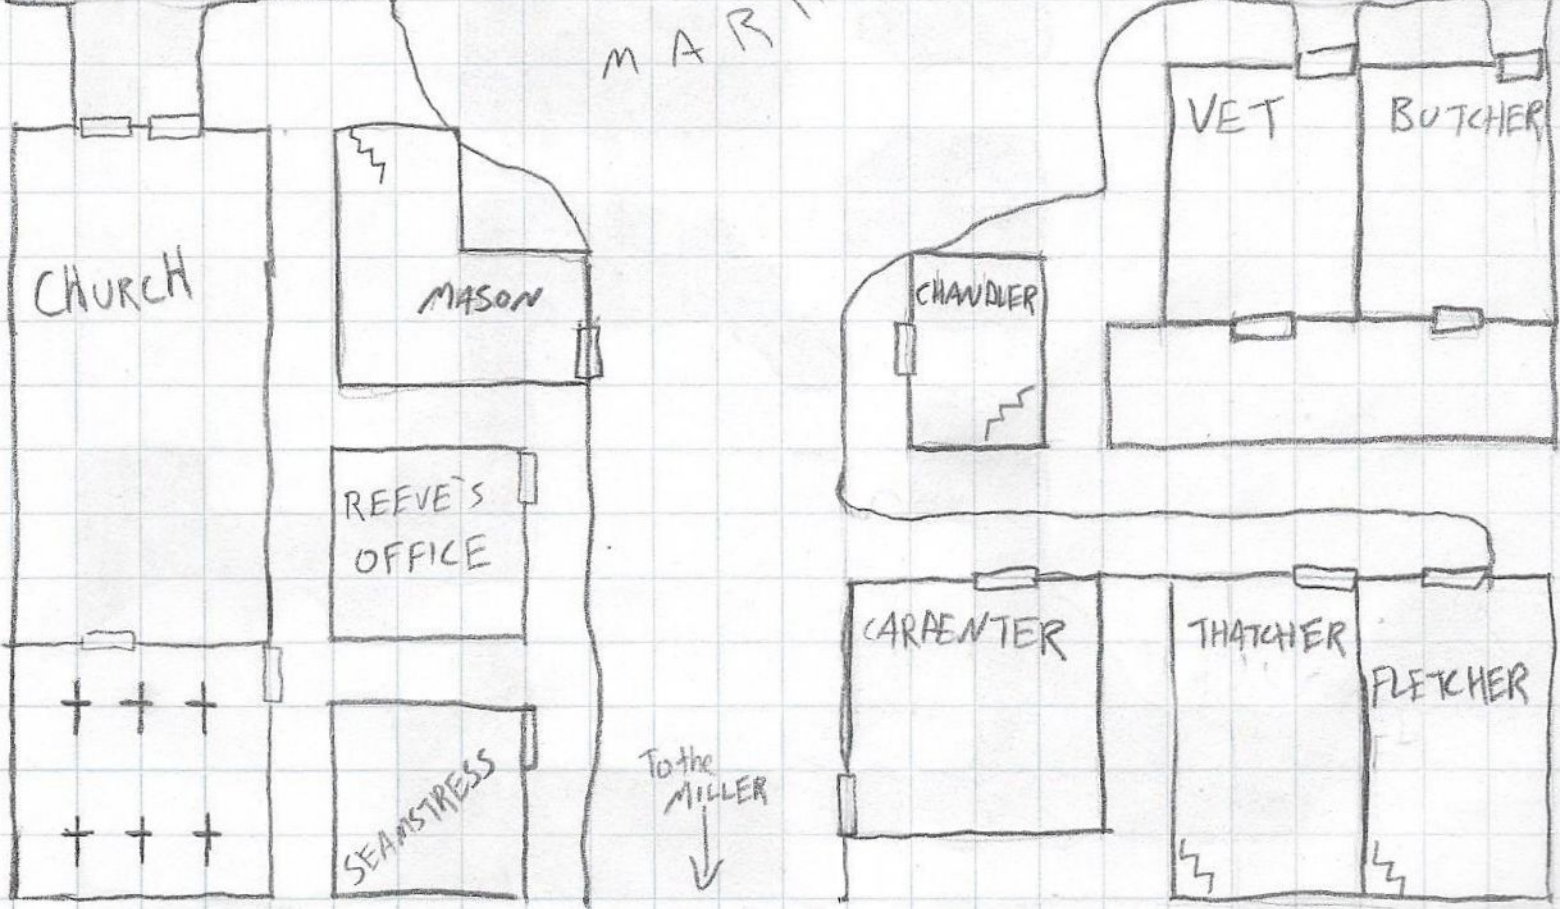 MAR
VET
BUTCHER
CHURCH
MASON
CHANDLER
REEVE'S
OFFICE
CARPENTER
THATCHER
FLETCHER
SEAMSTRESS
To the
MILLER